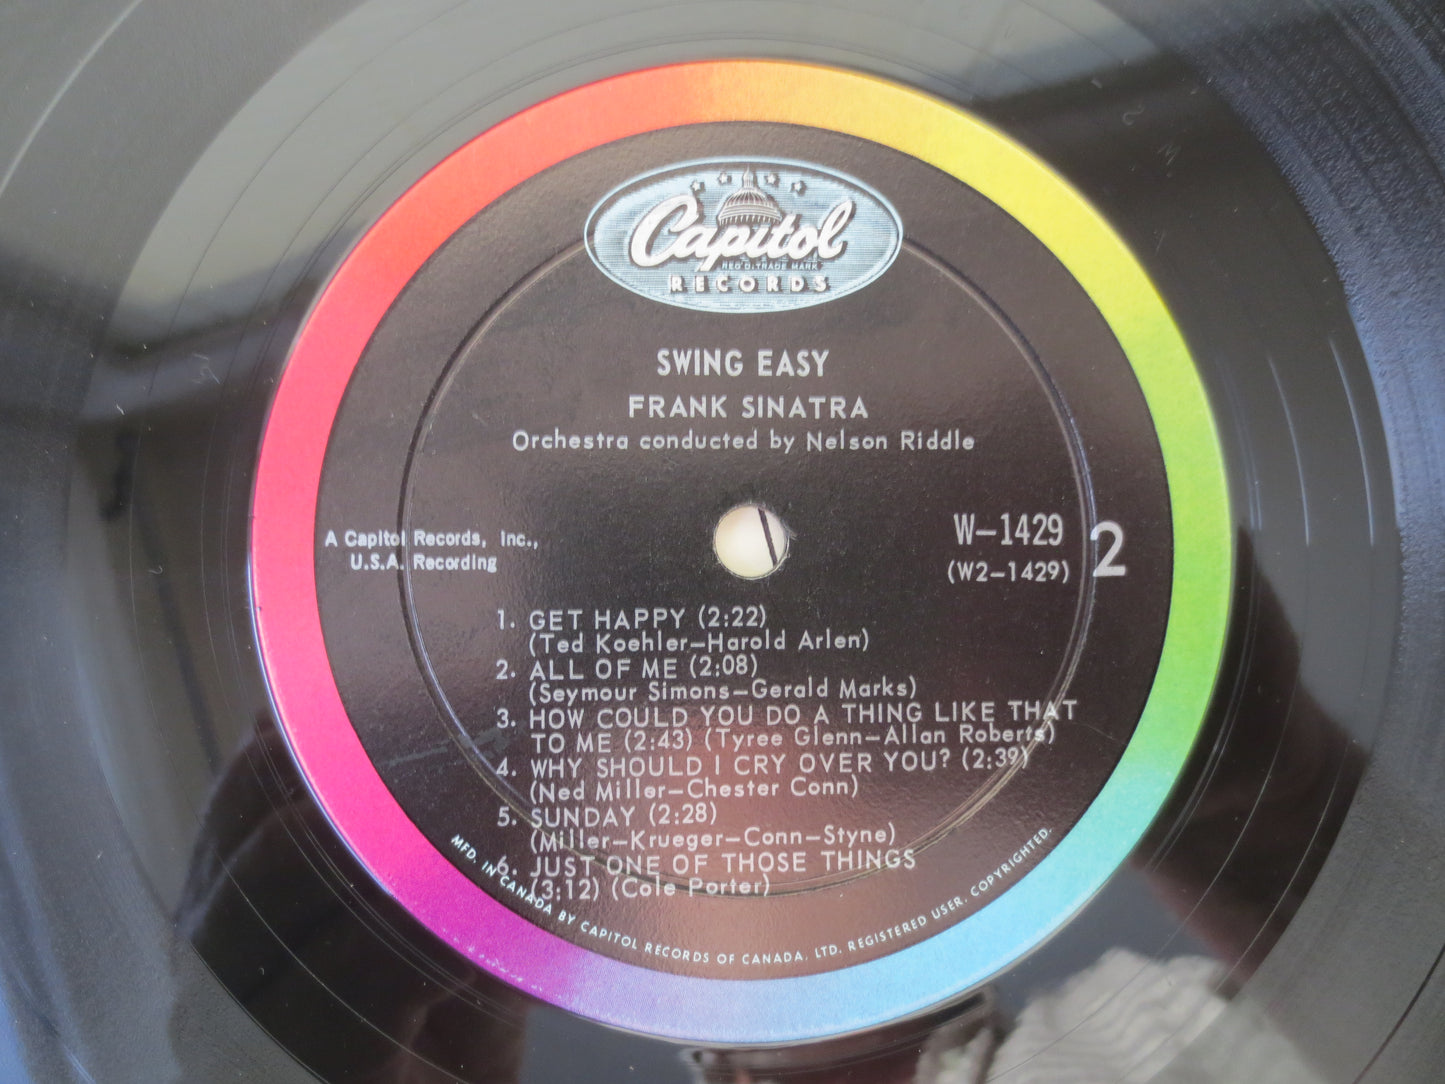 Capitol
REG'D. TRADE MARK
RECORDS
SWING EASY
FRANK SINATRA
Orchestra conducted by Nelson Riddle
A Capitol Records, Inc.,
U.S.A. Recording
W-1429
(W2-1429)
2
1. GET HAPPY (2:22)
(Ted Koehler-Harold Arlen)
2. ALL OF ME (2:08)
(Seymour Simons-Gerald Marks)
3. HOW COULD YOU DO A THING LIKE THAT
TO ME (2:43) (Tyree Glenn-Allan Roberts)
4. WHY SHOULD I CRY OVER YOU? (2:39)
(Ned Miller-Chester Conn)
5. SUNDAY (2:28)
(Miller-Krueger-Conn-Styne)
6. JUST ONE OF THOSE THINGS
(3:12) (Cole Porter)
MFD. IN CANADA BY CAPITOL RECORDS OF CANADA, LTD. REGISTERED USER. COPYRIGHTED.